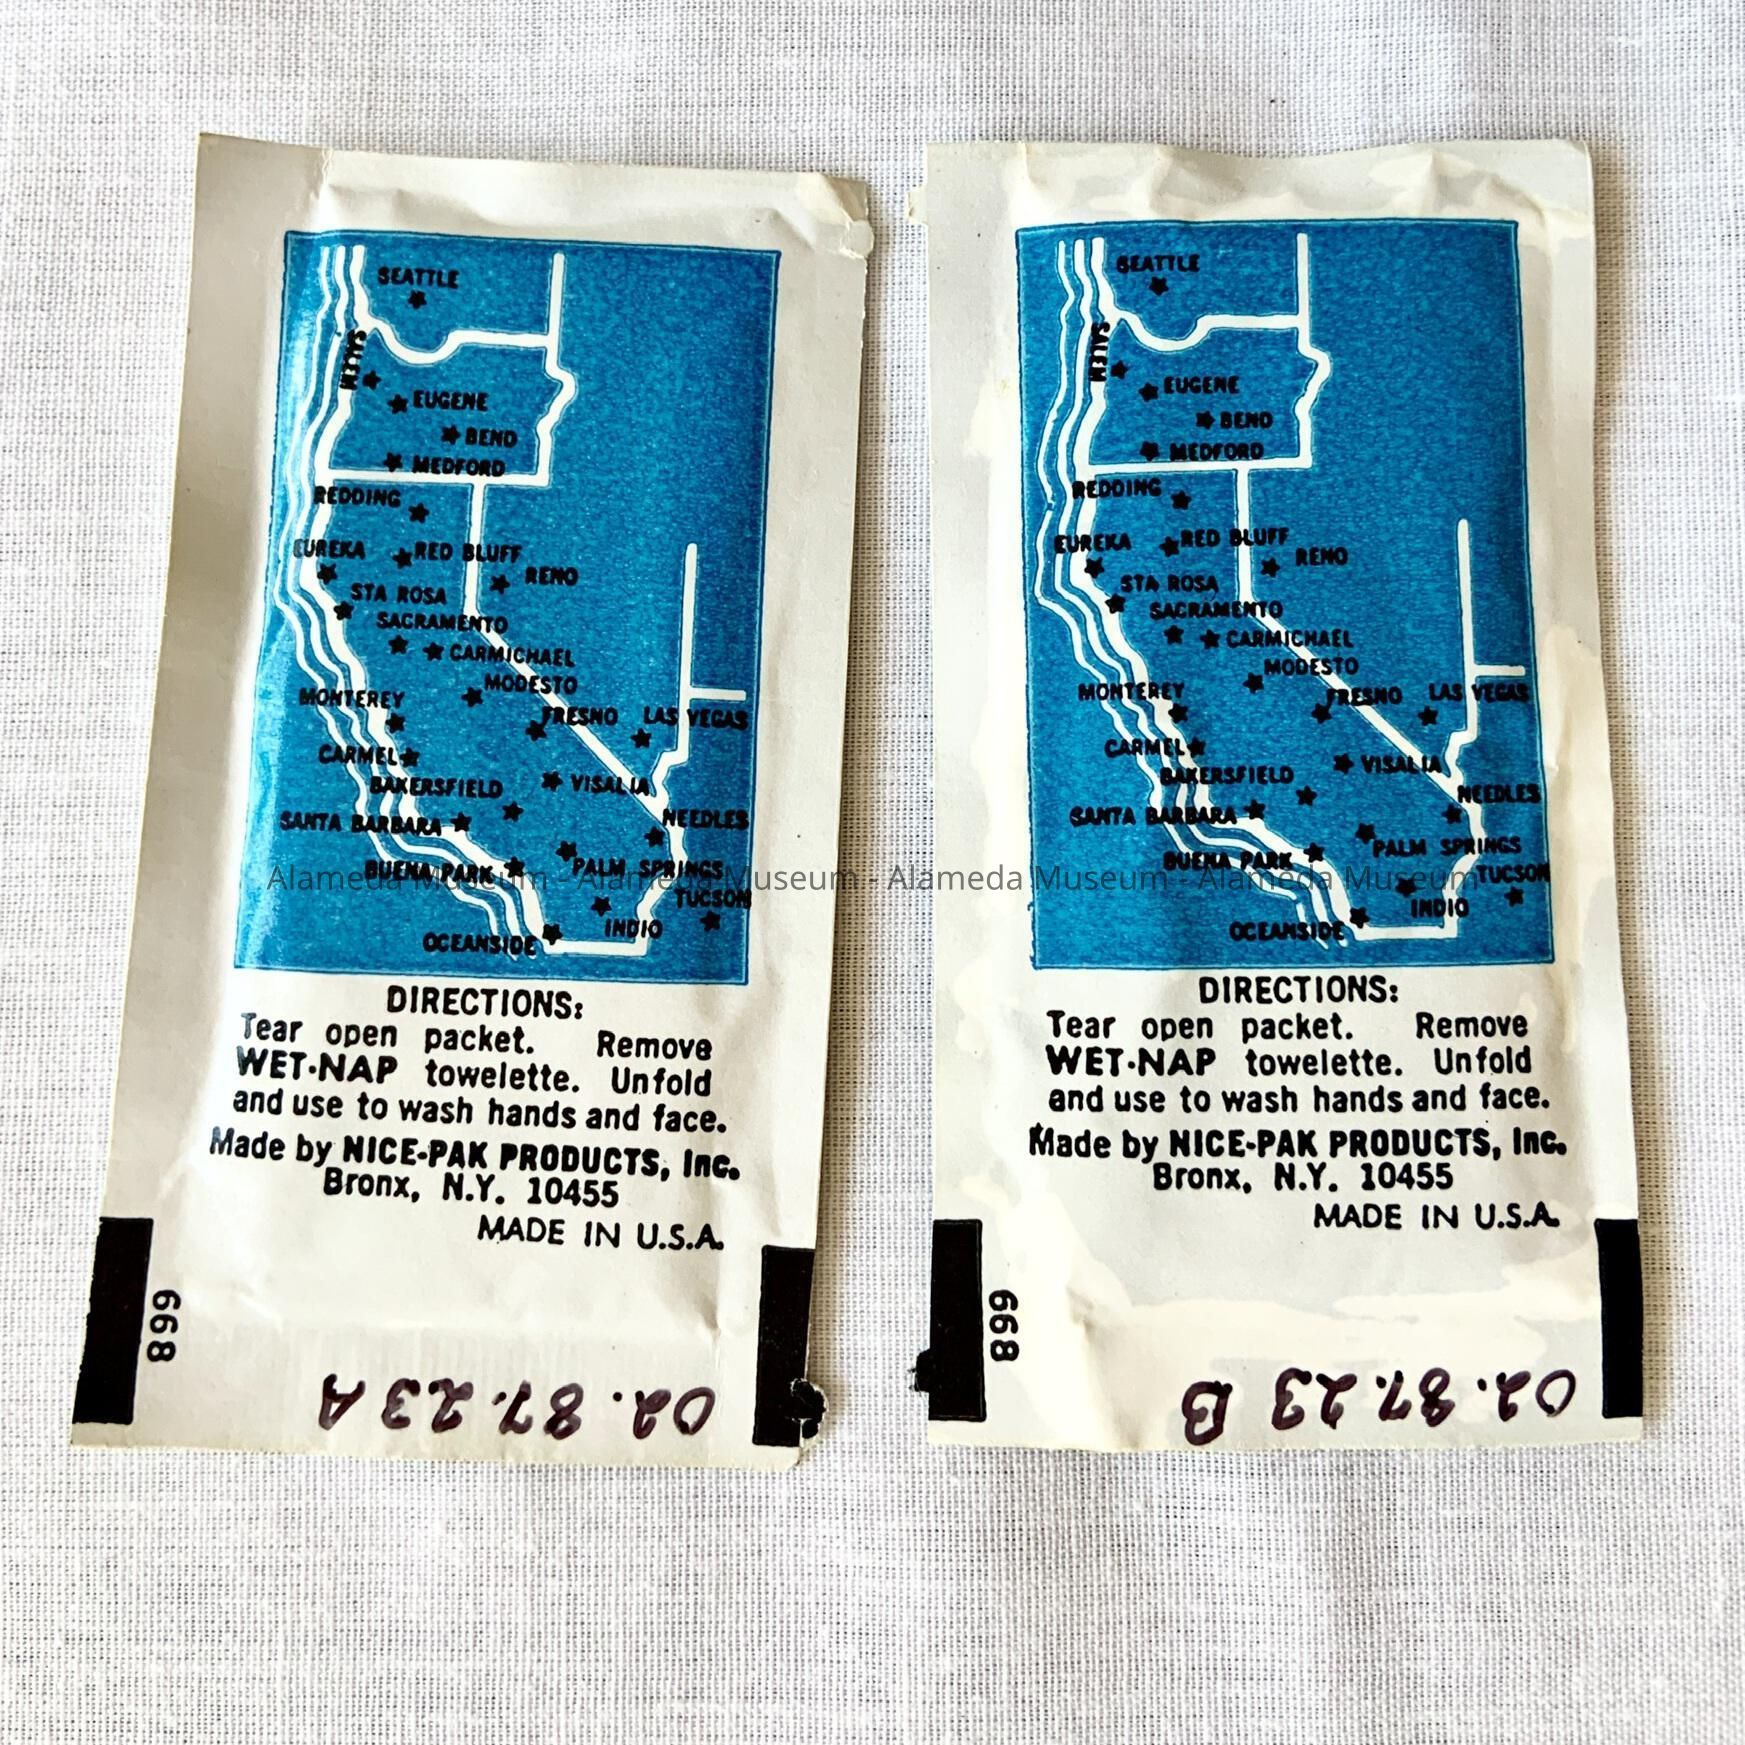 SEATTLE
SALEM
EUGENE
BEND
MEDFORD
REDDING
EUREKA
RED BLUFF
RENO
STA ROSA
SACRAMENTO
CARMICHAEL
MODESTO
MONTEREY
FRESNO
LAS VEGAS
CARMEL
BAKERSFIELD
VISALIA
SANTA BARBARA
NEEDLES
BUENA PARK
PALM SPRINGS
TUCSON
INDIO
OCEANSIDE
DIRECTIONS:
Tear open packet. Remove
WET-NAP towelette. Unfold
and use to wash hands and face.
Made by NICE-PAK PRODUCTS, Inc.
Bronx, N.Y. 10455
MADE IN U.S.A.
668
02.87.23 A
SEATTLE
SALEM
EUGENE
BEND
MEDFORD
REDDING
EUREKA
RED BLUFF
RENO
STA ROSA
SACRAMENTO
CARMICHAEL
MODESTO
MONTEREY
FRESNO
LAS VEGAS
CARMEL
BAKERSFIELD
VISALIA
SANTA BARBARA
NEEDLES
BUENA PARK
PALM SPRINGS
TUCSON
INDIO
OCEANSIDE
DIRECTIONS:
Tear open packet. Remove
WET-NAP towelette. Unfold
and use to wash hands and face.
Made by NICE-PAK PRODUCTS, Inc.
Bronx, N.Y. 10455
MADE IN U.S.A.
668
02.87.23 B
Alameda Museum - Alameda Museum - Alameda Museum - Alameda Museum